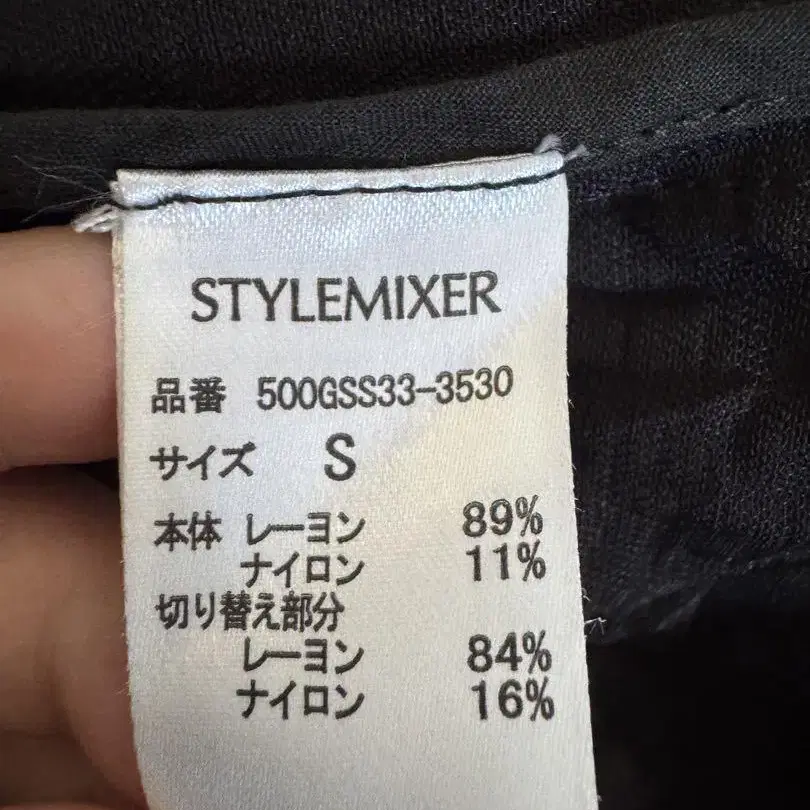 STYLEMIXER
品番 500GSS33-3530
サイズ S
本体 レーヨン 89%
ナイロン 11%
切り替え部分
レーヨン 84%
ナイロン 16%